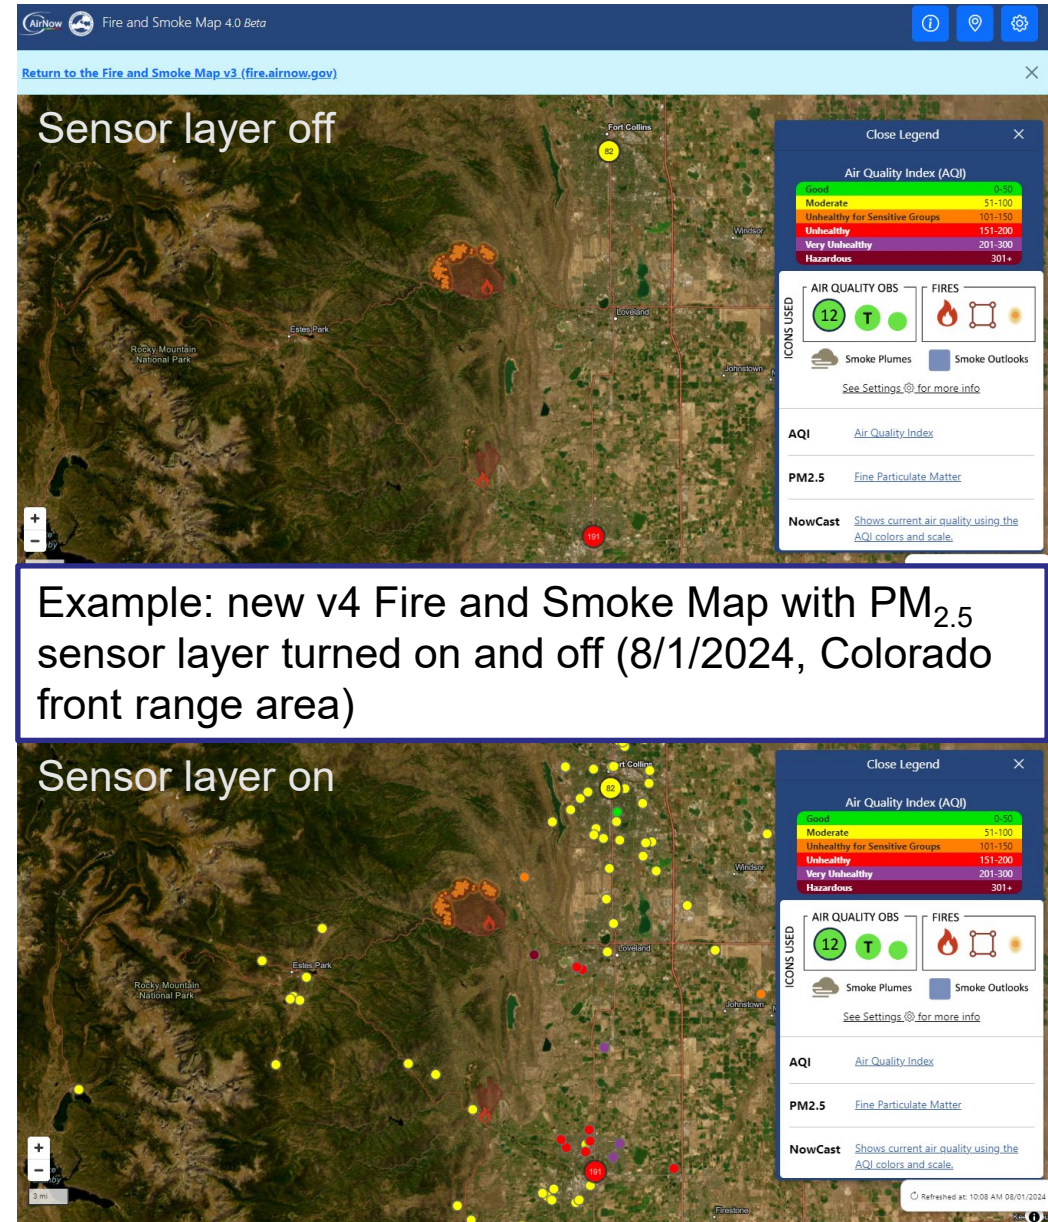 AirNow Fire and Smoke Map 4.0 Beta
Return to the Fire and Smoke Map v3 (fire.airnow.gov)
Sensor layer off
Fort Collins
82
Windsor
Loveland
Estes Park
Rocky Mountain
National Park
Johnstown
191
+
−
Close Legend
Air Quality Index (AQI)
Good 0-50
Moderate 51-100
Unhealthy for Sensitive Groups 101-150
Unhealthy 151-200
Very Unhealthy 201-300
Hazardous 301+
ICONS USED
AIR QUALITY OBS FIRES
12 T
Smoke Plumes Smoke Outlooks
See Settings for more info
AQI Air Quality Index
PM2.5 Fine Particulate Matter
NowCast Shows current air quality using the
AQI colors and scale.
Example: new v4 Fire and Smoke Map with PM2.5
sensor layer turned on and off (8/1/2024, Colorado
front range area)
Sensor layer on
rt Collins
82
Windsor
Loveland
Estes Park
Rocky Mountain
National Park
Johnstown
191
Firestone
+
−
3 mi
Close Legend
Air Quality Index (AQI)
Good 0-50
Moderate 51-100
Unhealthy for Sensitive Groups 101-150
Unhealthy 151-200
Very Unhealthy 201-300
Hazardous 301+
ICONS USED
AIR QUALITY OBS FIRES
12 T
Smoke Plumes Smoke Outlooks
See Settings for more info
AQI Air Quality Index
PM2.5 Fine Particulate Matter
NowCast Shows current air quality using the
AQI colors and scale.
Refreshed at: 10:08 AM 08/01/2024